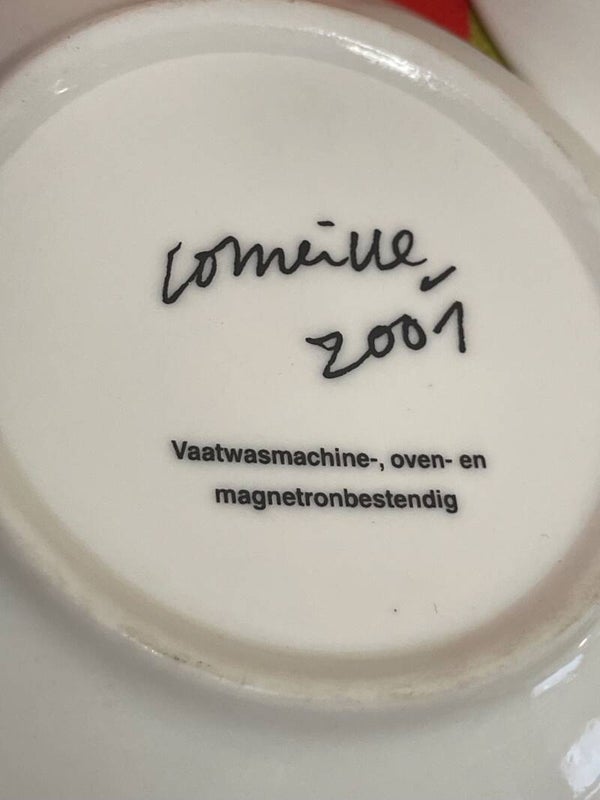 Corneille,
2001
Vaatwasmachine-, oven- en
magnetronbestendig